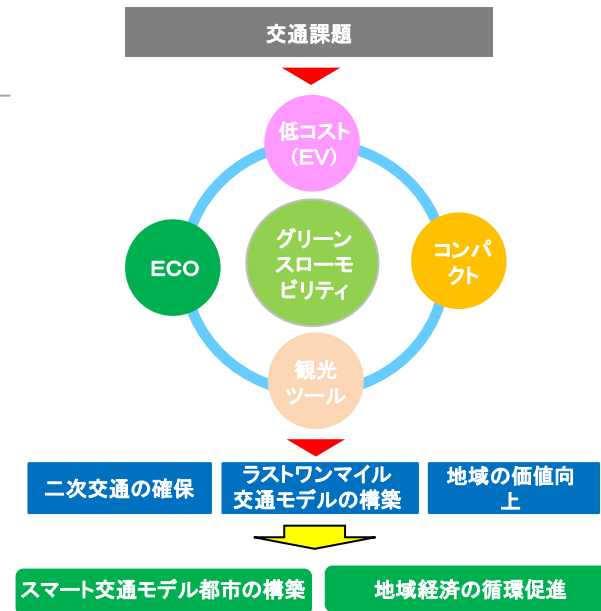 交通課題
低コスト
(EV)
グリーン
スローモ
ビリティ
ECO
コンパ
クト
観光
ツール
二次交通の確保
ラストワンマイル
交通モデルの構築
地域の価値向
上
スマート交通モデル都市の構築
地域経済の循環促進